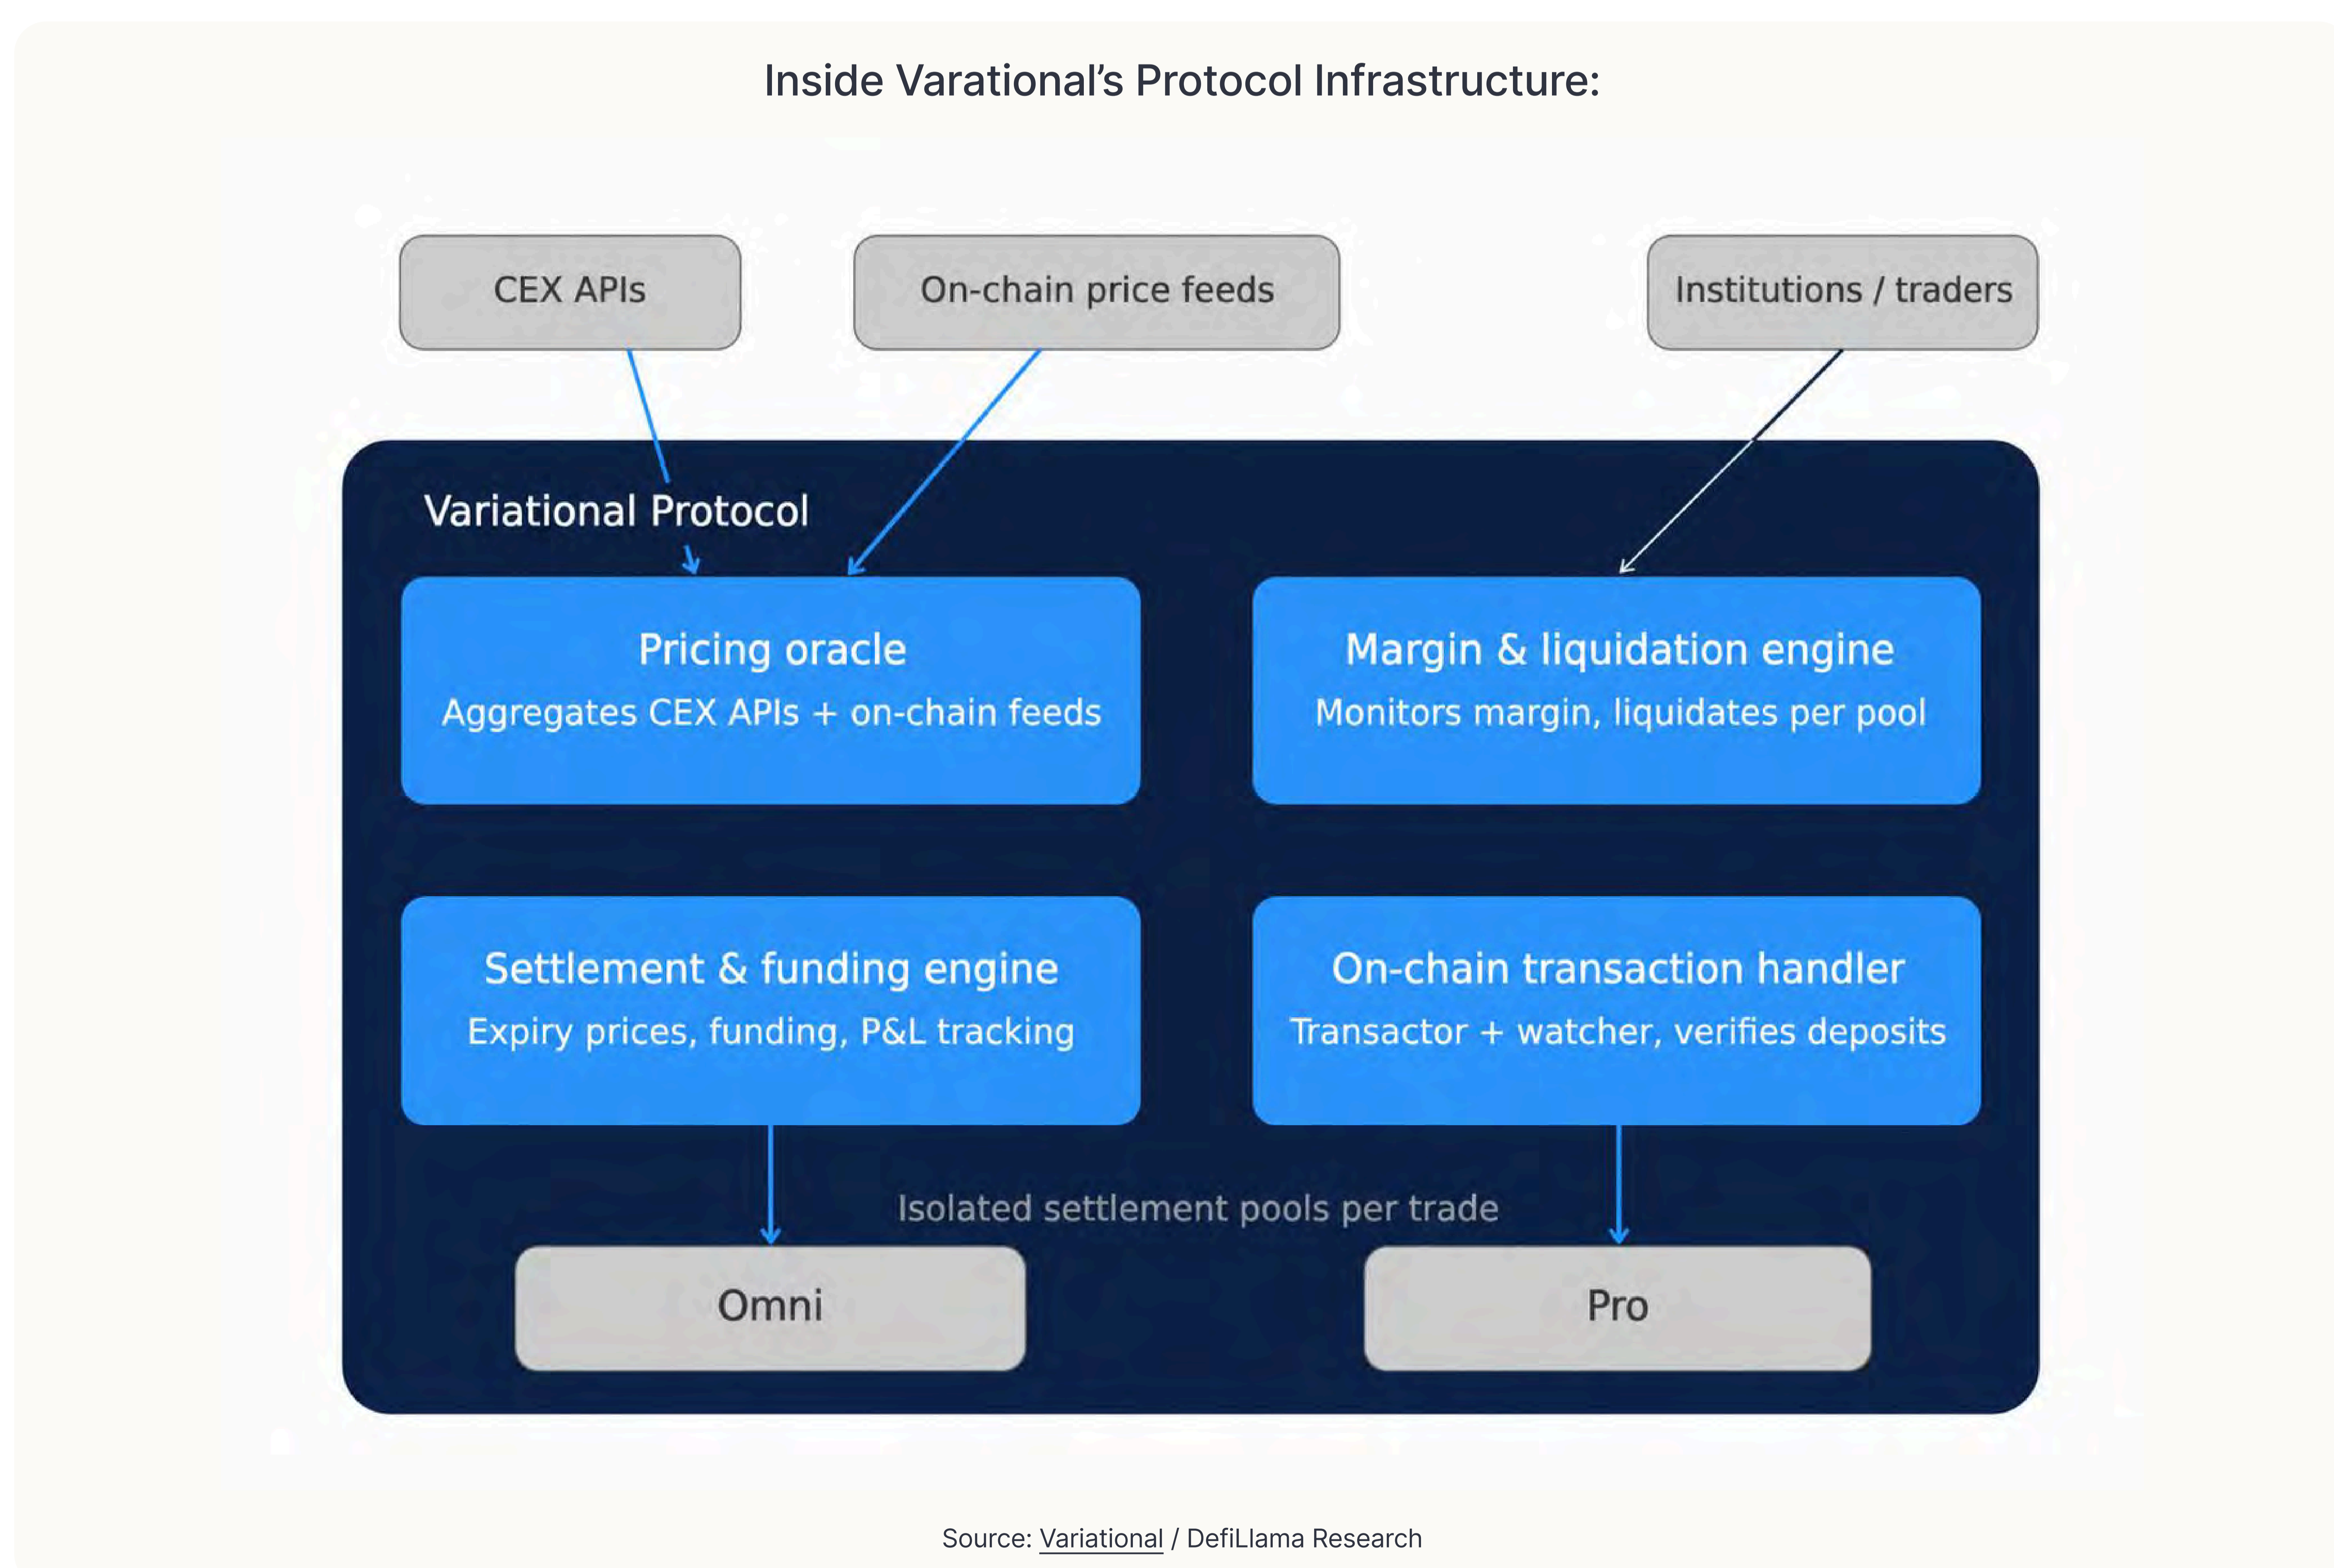 Inside Varational’s Protocol Infrastructure:
CEX APIs
On-chain price feeds
Institutions / traders
Variational Protocol
Pricing oracle
Aggregates CEX APIs + on-chain feeds
Margin & liquidation engine
Monitors margin, liquidates per pool
Settlement & funding engine
Expiry prices, funding, P&L tracking
On-chain transaction handler
Transactor + watcher, verifies deposits
Isolated settlement pools per trade
Omni
Pro
Source: Variational / DefiLlama Research